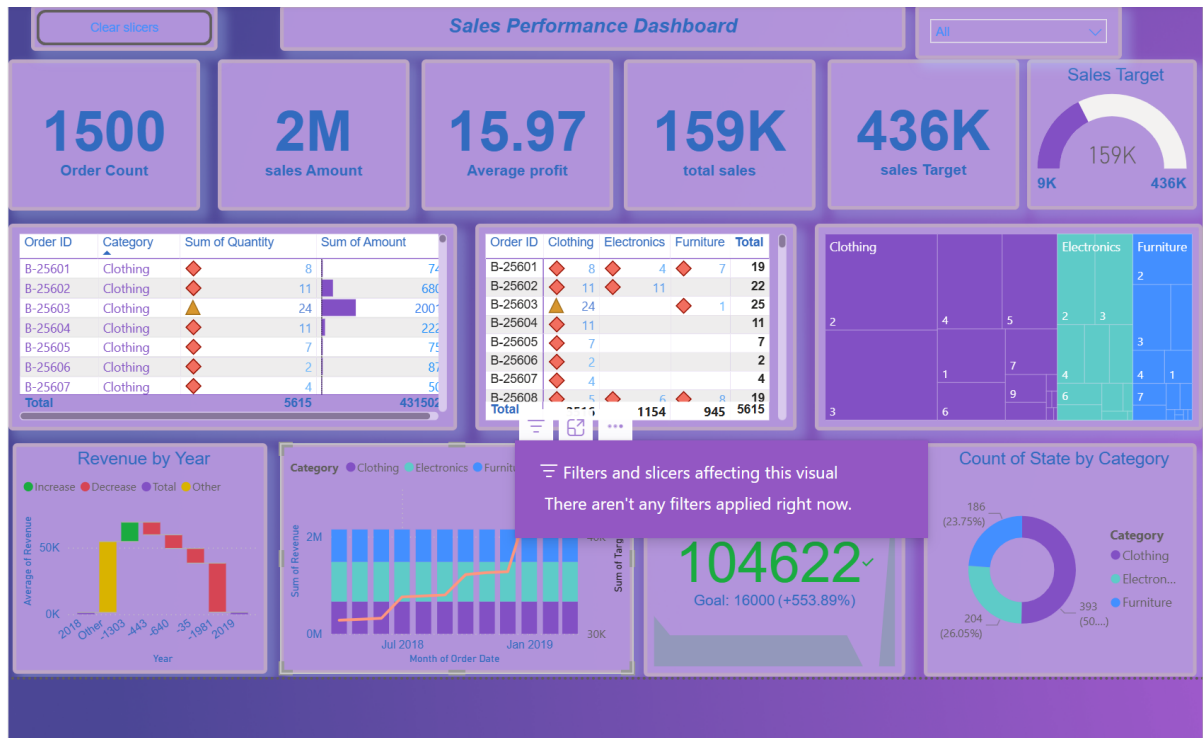 Clear slicers
Sales Performance Dashboard
All
1500
Order Count
2M
sales Amount
15.97
Average profit
159K
total sales
436K
sales Target
Sales Target
159K
9K 436K
Order ID Category Sum of Quantity Sum of Amount
B-25601 Clothing 8 74
B-25602 Clothing 11 680
B-25603 Clothing 24 2001
B-25604 Clothing 11 222
B-25605 Clothing 7 75
B-25606 Clothing 2 87
B-25607 Clothing 4 50
Total 5615 431502
Order ID Clothing Electronics Furniture Total
B-25601 8 4 7 19
B-25602 11 11 22
B-25603 24 1 25
B-25604 11 11
B-25605 7 7
B-25606 2 2
B-25607 4 4
B-25608 5 6 8 19
Total 1154 945 5615
Clothing Electronics Furniture
2
2 4 5 2 3
3
1 7 4 4 1
9 6 7
3 6
Revenue by Year
Increase Decrease Total Other
Average of Revenue
50K
0K
2018 Other -1303 -443 -640 -35 -1981 2019
Year
Category Clothing Electronics
Sum of Revenue
2M
0M
Jul 2018 Jan 2019
Month of Order Date
30K
Filters and slicers affecting this visual
There aren't any filters applied right now.
104622
Goal: 16000 (+553.89%)
Count of State by Category
186
(23.75%)
204
(26.05%)
393
(50....)
Category
Clothing
Electron...
Furniture